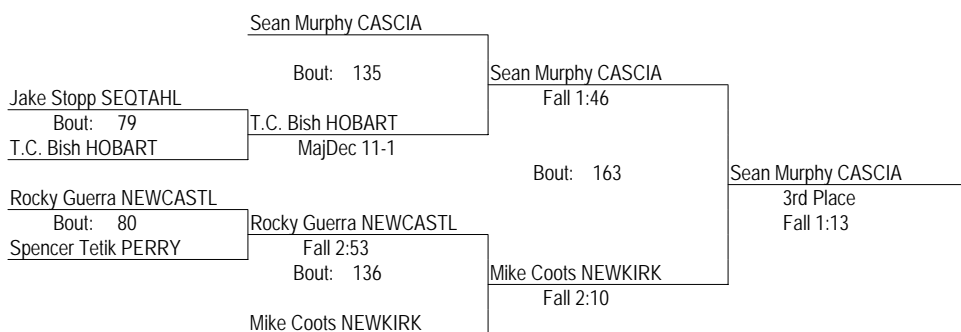 Sean Murphy CASCIA
Bout: 135
Sean Murphy CASCIA
Fall 1:46
Jake Stopp SEQTAHL
Bout: 79
T.C. Bish HOBART
T.C. Bish HOBART
MajDec 11-1
Bout: 163
Sean Murphy CASCIA
3rd Place
Fall 1:13
Rocky Guerra NEWCASTL
Bout: 80
Spencer Tetik PERRY
Rocky Guerra NEWCASTL
Fall 2:53
Bout: 136
Mike Coots NEWKIRK
Fall 2:10
Mike Coots NEWKIRK